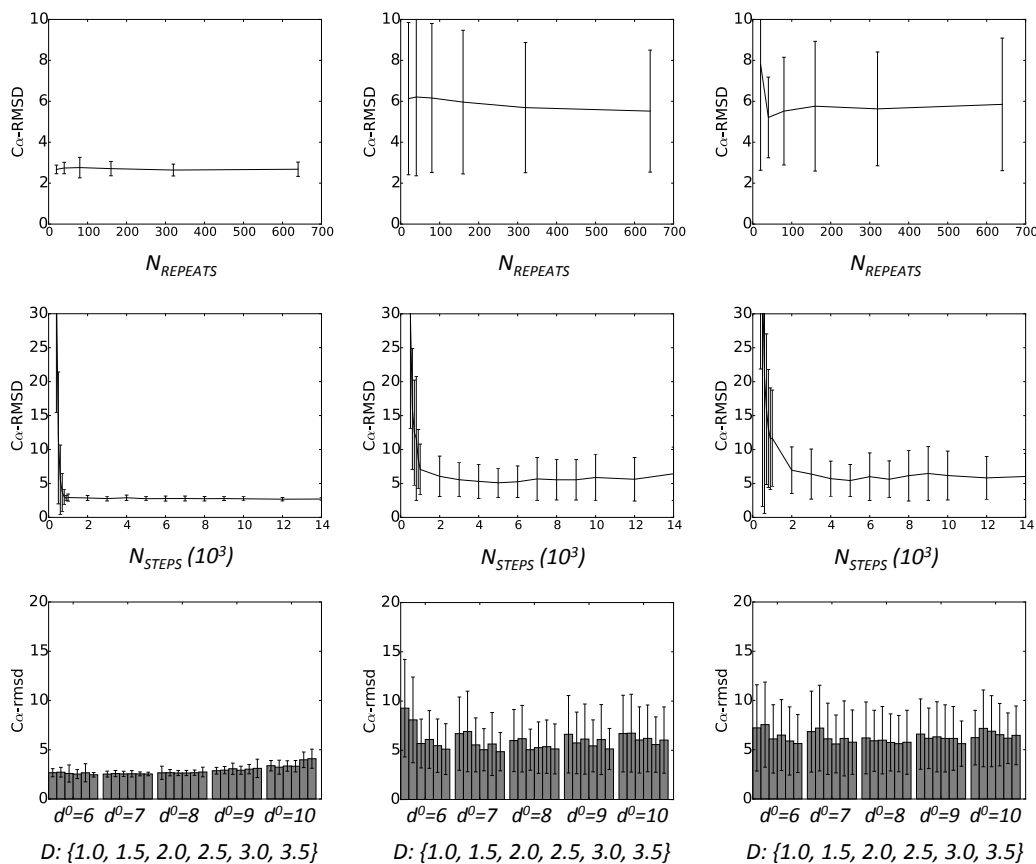 10
8
6
4
2
0
Cα-RMSD
0 100 200 300 400 500 600 700
N_REPEATS
10
8
6
4
2
0
Cα-RMSD
0 100 200 300 400 500 600 700
N_REPEATS
10
8
6
4
2
0
Cα-RMSD
0 100 200 300 400 500 600 700
N_REPEATS
30
25
20
15
10
5
0
Cα-RMSD
0 2 4 6 8 10 12 14
N_STEPS (10³)
30
25
20
15
10
5
0
Cα-RMSD
0 2 4 6 8 10 12 14
N_STEPS (10³)
30
25
20
15
10
5
0
Cα-RMSD
0 2 4 6 8 10 12 14
N_STEPS (10³)
20
15
10
5
0
Cα-rmsd
d⁰=6 d⁰=7 d⁰=8 d⁰=9 d⁰=10
D: {1.0, 1.5, 2.0, 2.5, 3.0, 3.5}
20
15
10
5
0
Cα-rmsd
d⁰=6 d⁰=7 d⁰=8 d⁰=9 d⁰=10
D: {1.0, 1.5, 2.0, 2.5, 3.0, 3.5}
20
15
10
5
0
Cα-rmsd
d⁰=6 d⁰=7 d⁰=8 d⁰=9 d⁰=10
D: {1.0, 1.5, 2.0, 2.5, 3.0, 3.5}